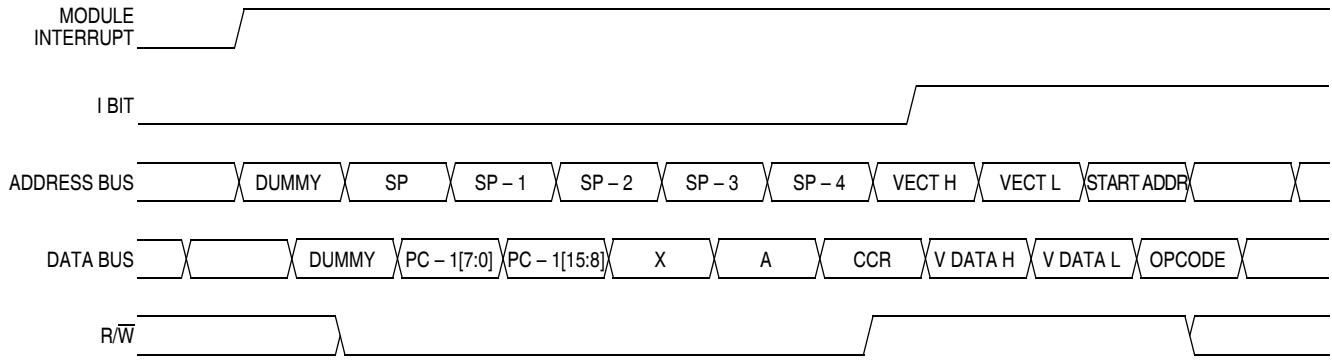 MODULE
INTERRUPT
I BIT
ADDRESS BUS DUMMY SP SP – 1 SP – 2 SP – 3 SP – 4 VECT H VECT L START ADDR
DATA BUS DUMMY PC – 1[7:0] PC – 1[15:8] X A CCR V DATA H V DATA L OPCODE
R/W̅